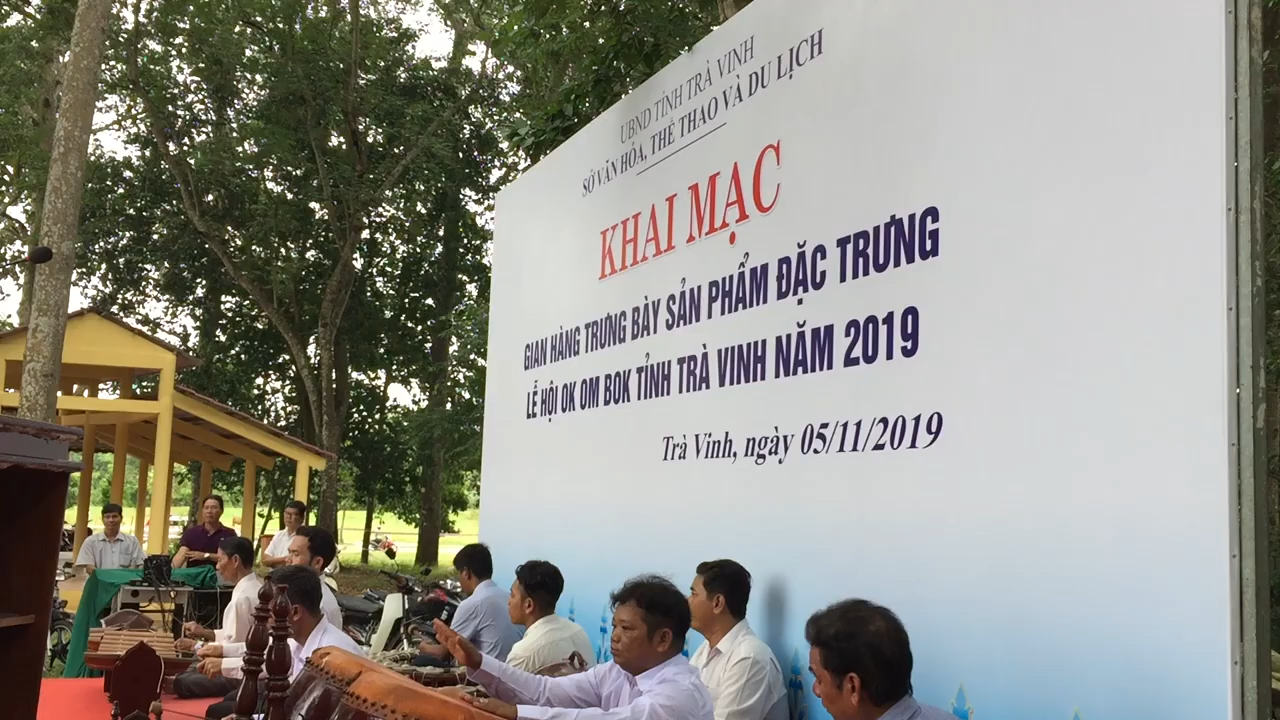 UBND TỈNH TRÀ VINH
SỞ VĂN HÓA, THỂ THAO VÀ DU LỊCH
KHAI MẠC
GIAN HÀNG TRƯNG BÀY SẢN PHẨM ĐẶC TRƯNG
LỄ HỘI OK OM BOK TỈNH TRÀ VINH NĂM 2019
Trà Vinh, ngày 05/11/2019